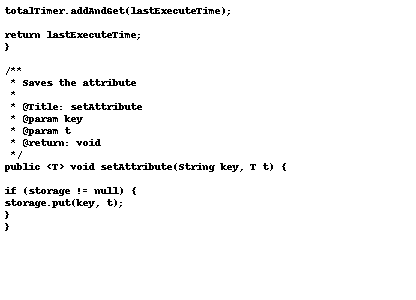 totalTimer.addAndGet(lastExecuteTime);

return lastExecuteTime;
}

/**
 * Saves the attribute
 *
 * @Title: setAttribute
 * @param key
 * @param t
 * @return: void
 */
public <T> void setAttribute(String key, T t) {

if (storage != null) {
storage.put(key, t);
}
}